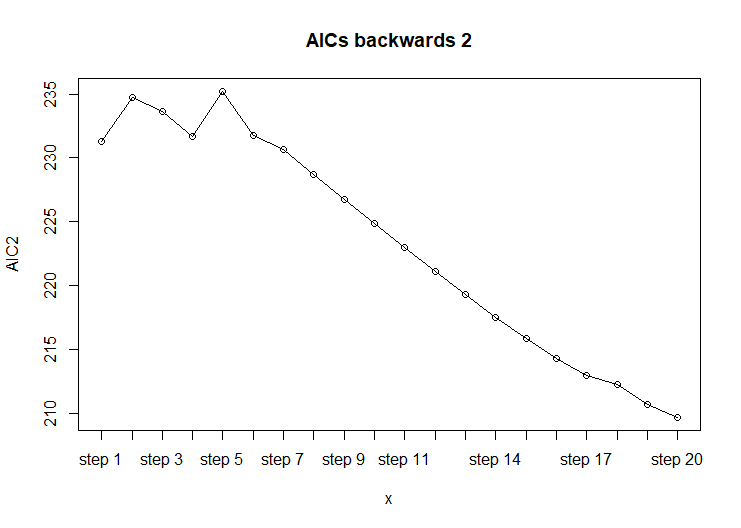 AICs backwards 2
AIC2
235
230
225
220
215
210
step 1 step 3 step 5 step 7 step 9 step 11 step 14 step 17 step 20
x